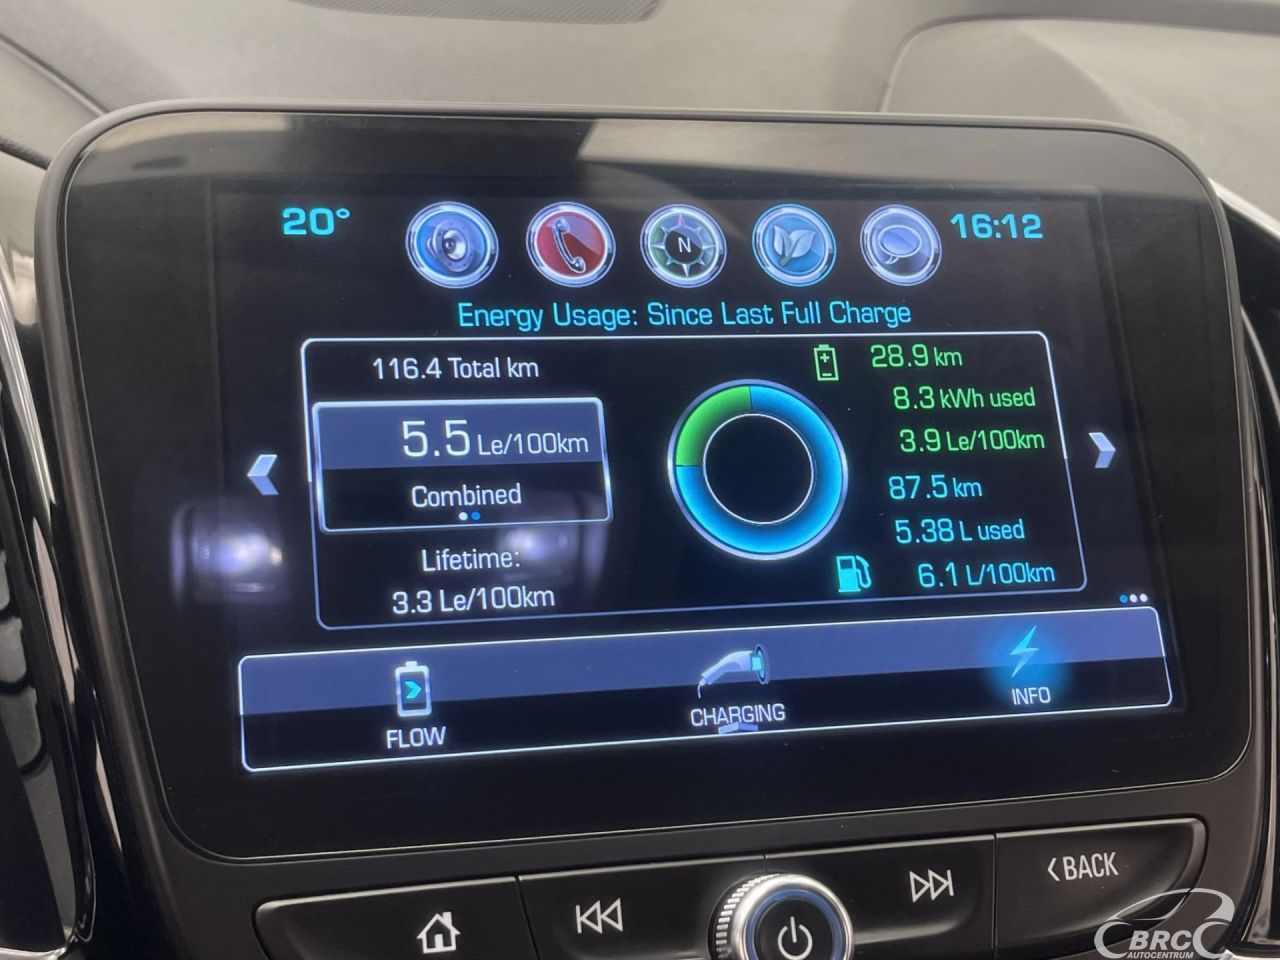 20°
N
16:12
Energy Usage: Since Last Full Charge
116.4 Total km
5.5 Le/100km
Combined
Lifetime:
3.3 Le/100km
28.9 km
8.3 kWh used
3.9 Le/100km
87.5 km
5.38 L used
6.1 L/100km
FLOW
CHARGING
INFO
BACK
BRC
AUTOCENTRUM